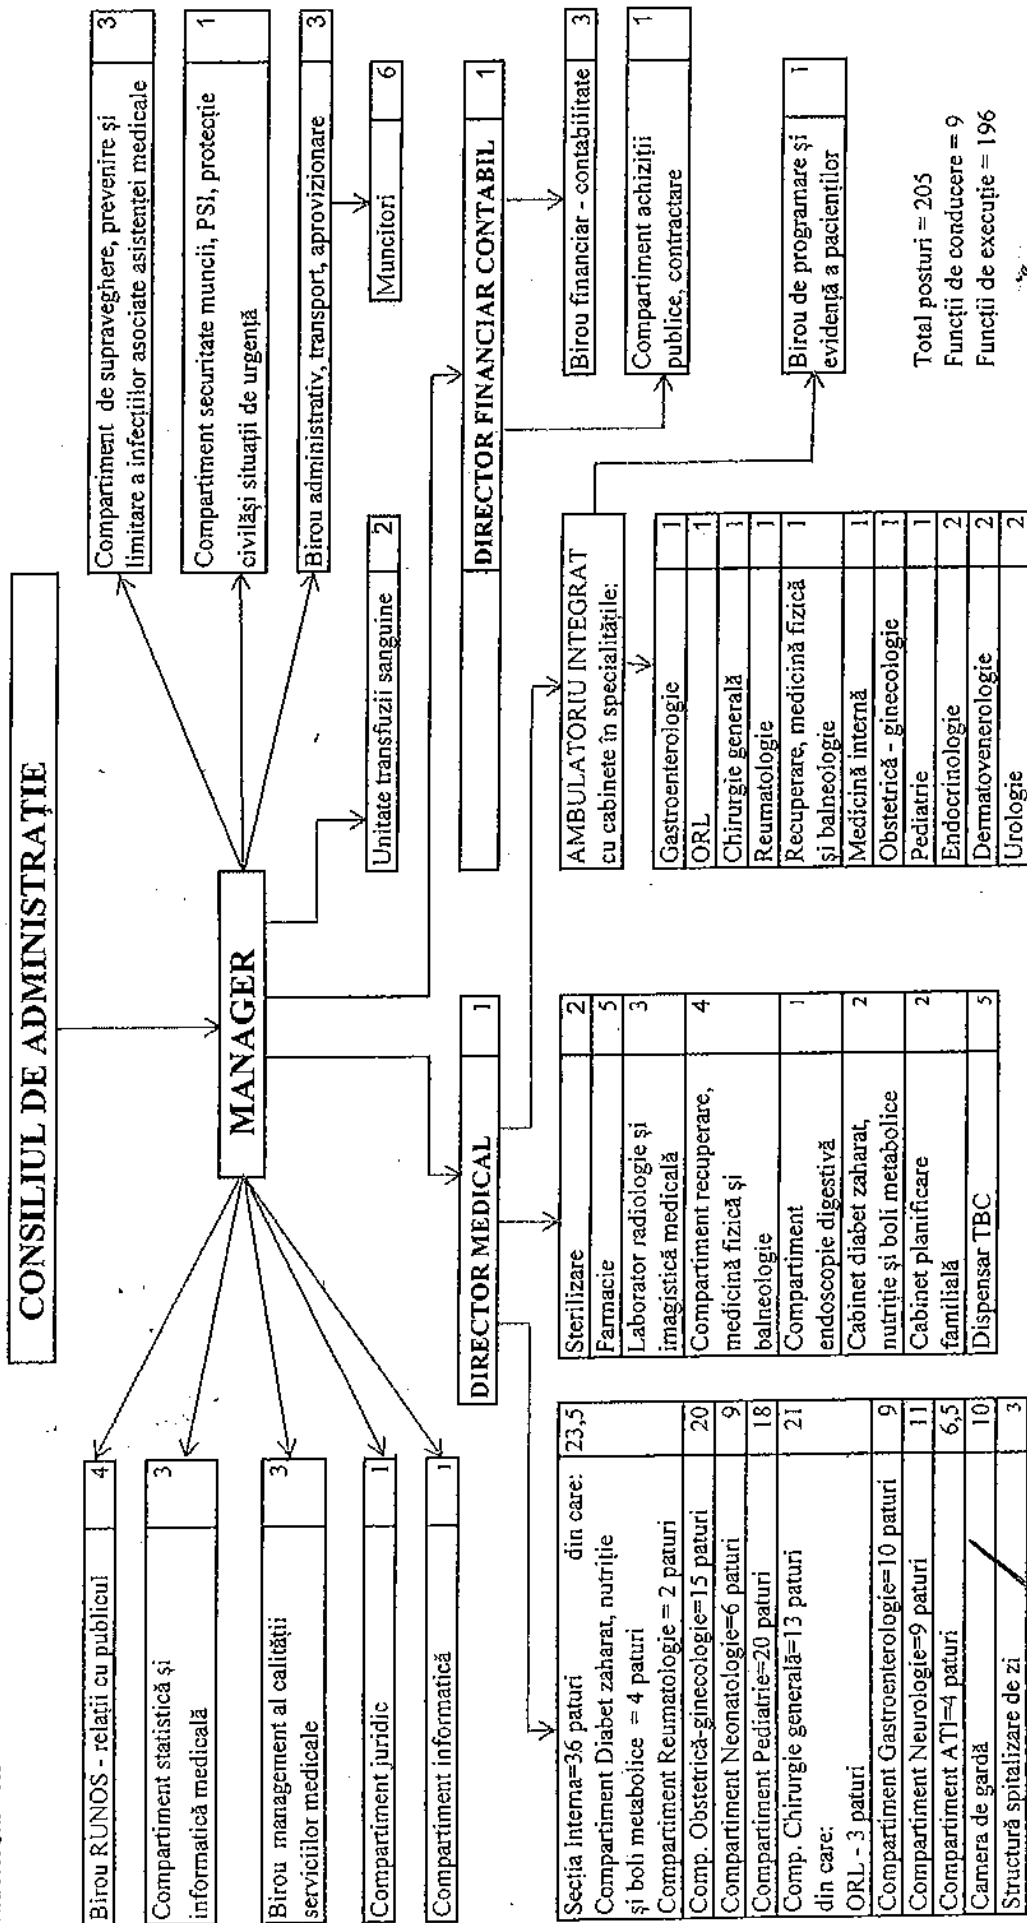 CONSILIUL DE ADMINISTRAȚIE
MANAGER
Birou RUNOS - relații cu publicul 4
Compartiment statistică și 3
informatică medicală
Birou management al calității 3
serviciilor medicale
Compartiment juridic 1
Compartiment informatică 1
Compartiment de supraveghere, prevenire și 3
limitare a infecțiilor asociate asistenței medicale
Compartiment securitate muncii, PSI, protecție 1
civilăși situații de urgență
Birou administrativ, transport, aprovizionare 3
Muncitori 6
Unitate transfuzii sanguine 2
DIRECTOR MEDICAL 1
DIRECTOR FINANCIAR CONTABIL 1
Birou financiar - contabilitate 3
Compartiment achiziții 1
publice, contractare
Secția Interna=36 paturi din care: 23,5
Compartiment Diabet zaharat, nutriție
și boli metabolice = 4 paturi
Compartiment Reumatologie = 2 paturi
Comp. Obstetrică-ginecologie=15 paturi 20
Compartiment Neonatologie=6 paturi 9
Compartiment Pediatrie=20 paturi 18
Comp. Chirurgie generală=13 paturi 21
din care:
ORL - 3 paturi
Compartiment Gastroenterologie=10 paturi 9
Compartiment Neurologie=9 paturi 11
Compartiment ATI=4 paturi 6,5
Camera de gardă 10
Structură spitalizare de zi 3
Sterilizare 2
Farmacie 5
Laborator radiologie și 3
imagistică medicală
Compartiment recuperare, 4
medicină fizică și
balneologie
Compartiment 1
endoscopie digestivă
Cabinet diabet zaharat, 2
nutriție și boli metabolice
Cabinet planificare 2
familială
Dispensar TBC 5
AMBULATORIU INTEGRAT
cu cabinete în specialitățile:
Gastroenterologie 1
ORL 1
Chirurgie generală 1
Reumatologie 1
Recuperare, medicină fizică 1
și balneologie
Medicină internă 1
Obstetrică - ginecologie 1
Pediatrie 1
Endocrinologie 2
Dermatovenerologie 2
Urologie 2
Birou de programare și 1
evidență a pacienților
Total posturi = 205
Funcții de conducere = 9
Funcții de execuție = 196